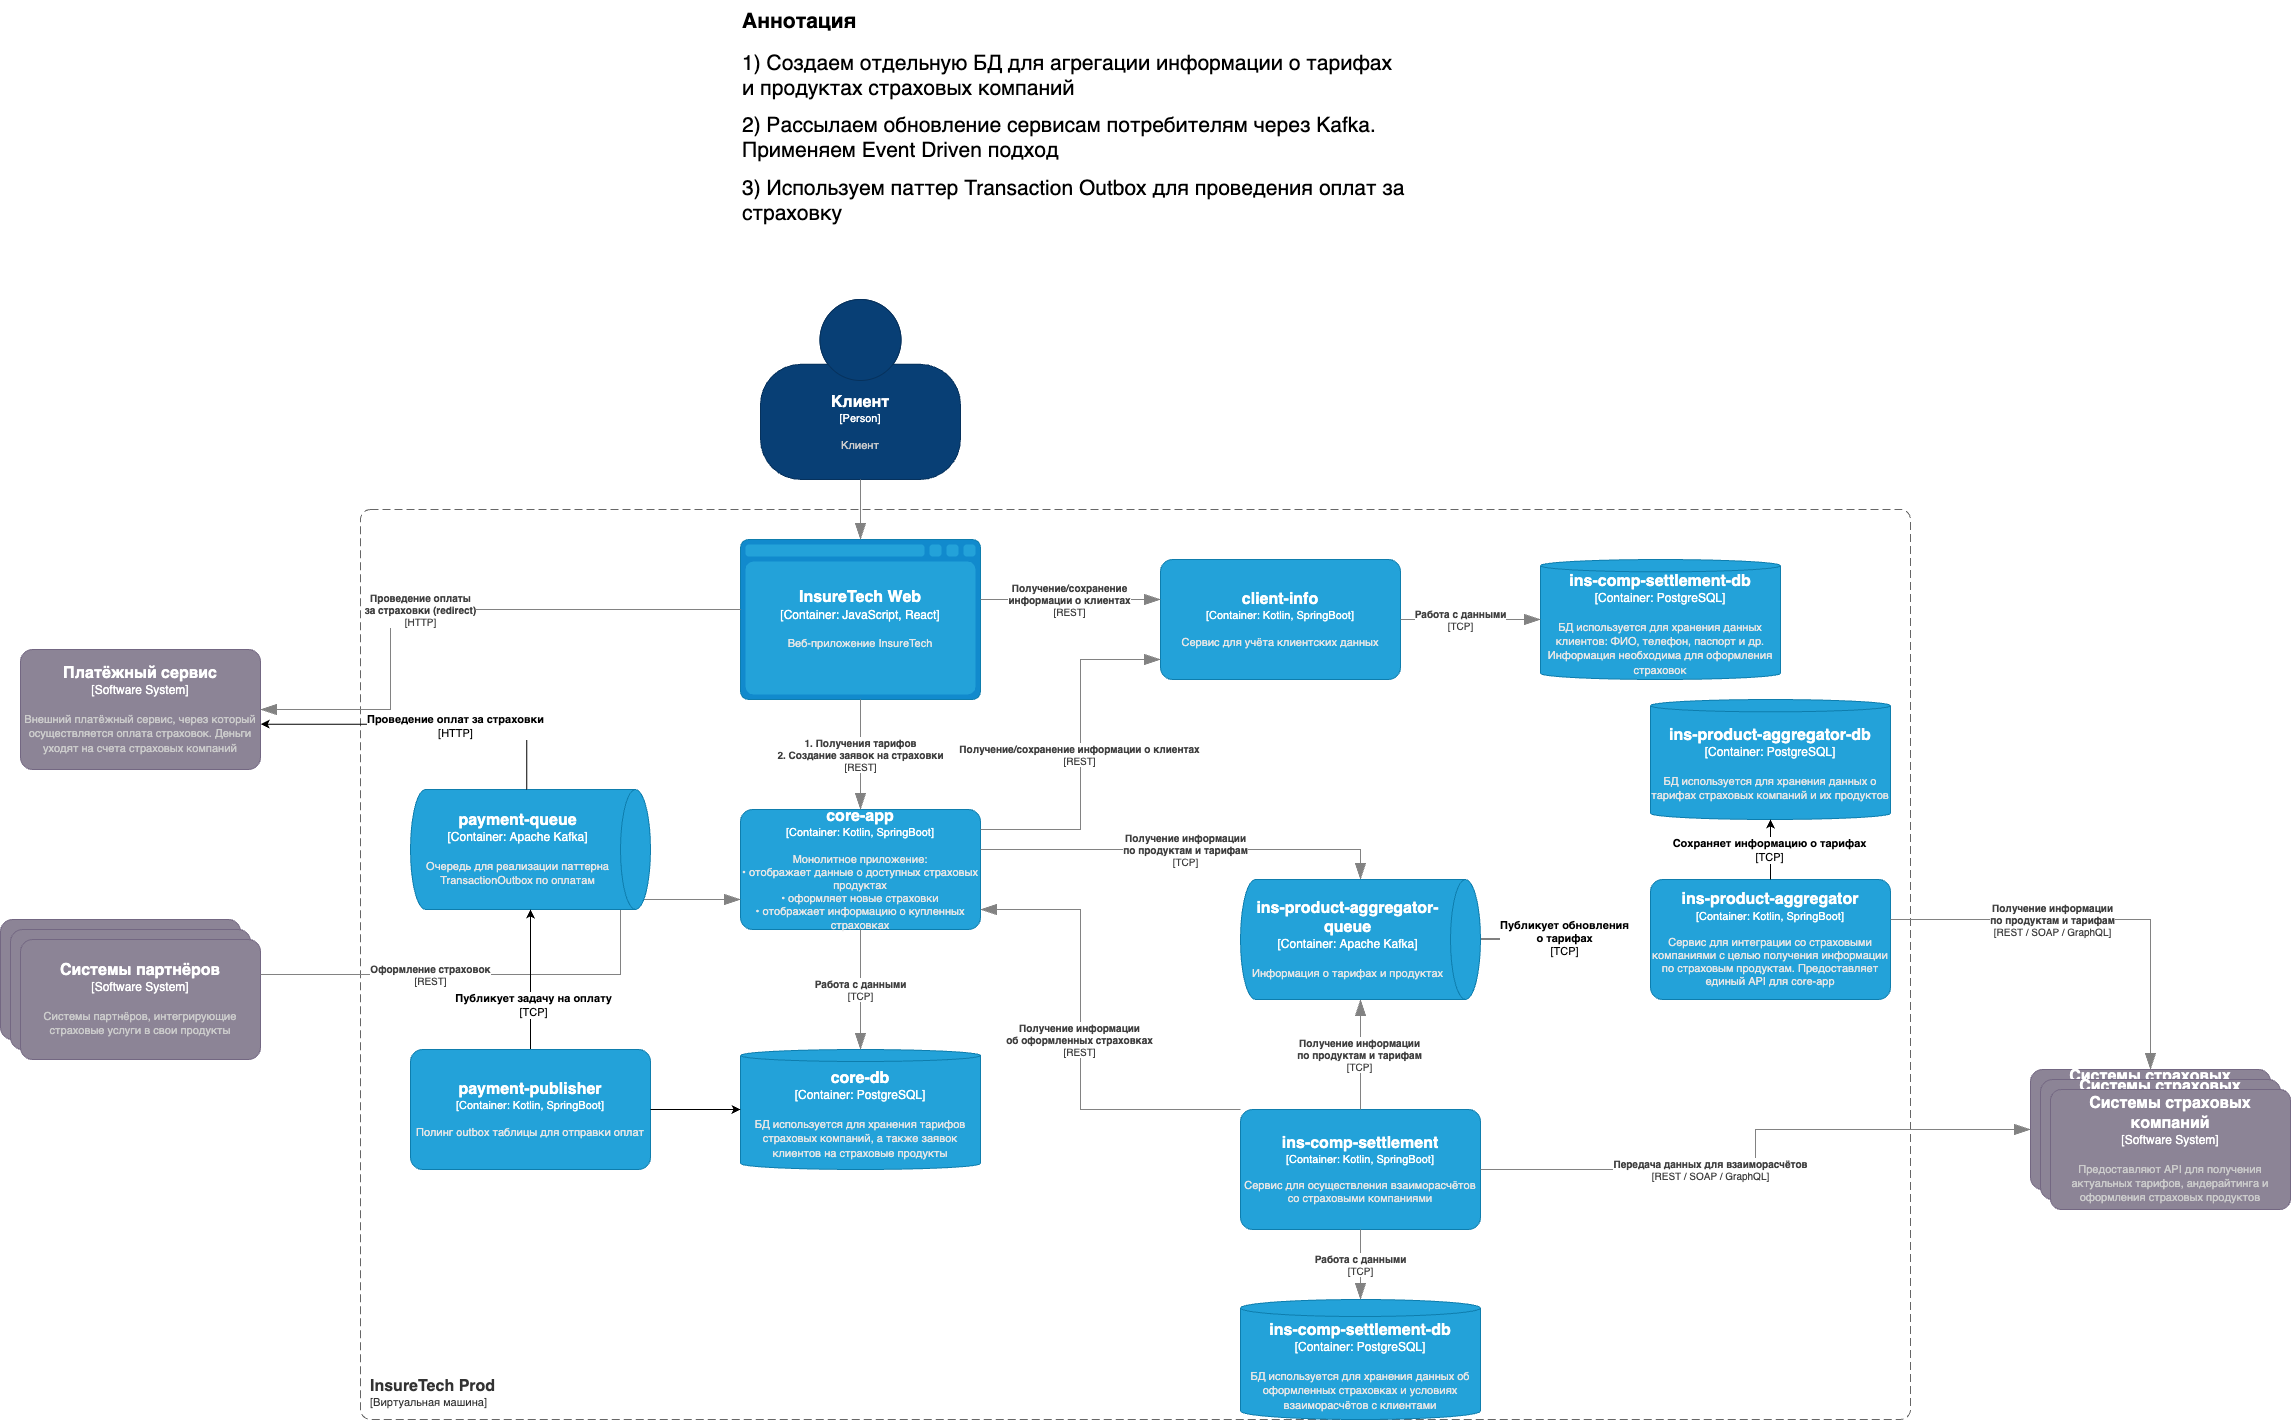 Аннотация
1) Создаем отдельную БД для агрегации информации о тарифах
и продуктах страховых компаний
2) Рассылаем обновление сервисам потребителям через Kafka.
Применяем Event Driven подход
3) Используем паттер Transaction Outbox для проведения оплат за
страховку
Клиент
[Person]
Клиент
InsureTech Web
[Container: JavaScript, React]
Веб-приложение InsureTech
Получение/сохранение
информации о клиентах
[REST]
client-info
[Container: Kotlin, SpringBoot]
Сервис для учёта клиентских данных
Работа с данными
[TCP]
ins-comp-settlement-db
[Container: PostgreSQL]
БД используется для хранения данных
клиентов: ФИО, телефон, паспорт и др.
Информация необходима для оформления
страховок
Проведение оплаты
за страховки (redirect)
[HTTP]
Платёжный сервис
[Software System]
Внешний платёжный сервис, через который
осуществляется оплата страховок. Деньги
уходят на счета страховых компаний
Проведение оплат за страховки
[HTTP]
1. Получения тарифов
2. Создание заявок на страховки
[REST]
Получение/сохранение информации о клиентах
[REST]
ins-product-aggregator-db
[Container: PostgreSQL]
БД используется для хранения данных о
тарифах страховых компаний и их продуктов
payment-queue
[Container: Apache Kafka]
Очередь для реализации паттерна
TransactionOutbox по оплатам
core-app
[Container: Kotlin, SpringBoot]
Монолитное приложение:
• отображает данные о доступных страховых
продуктах
• оформляет новые страховки
• отображает информацию о купленных
страховках
Получение информации
по продуктам и тарифам
[TCP]
Сохраняет информацию о тарифах
[TCP]
ins-product-aggregator-
queue
[Container: Apache Kafka]
Информация о тарифах и продуктах
Публикует обновления
о тарифах
[TCP]
ins-product-aggregator
[Container: Kotlin, SpringBoot]
Сервис для интеграции со страховыми
компаниями с целью получения информации
по страховым продуктам. Предоставляет
единый API для core-app
Получение информации
по продуктам и тарифам
[REST / SOAP / GraphQL]
Системы партнёров
[Software System]
Системы партнёров, интегрирующие
страховые услуги в свои продукты
Оформление страховок
[REST]
Публикует задачу на оплату
[TCP]
Работа с данными
[TCP]
Получение информации
об оформленных страховках
[REST]
Получение информации
по продуктам и тарифам
[TCP]
payment-publisher
[Container: Kotlin, SpringBoot]
Полинг outbox таблицы для отправки оплат
core-db
[Container: PostgreSQL]
БД используется для хранения тарифов
страховых компаний, а также заявок
клиентов на страховые продукты
ins-comp-settlement
[Container: Kotlin, SpringBoot]
Сервис для осуществления взаиморасчётов
со страховыми компаниями
Передача данных для взаиморасчётов
[REST / SOAP / GraphQL]
Системы страховых
Системы страховых
Системы страховых
компаний
[Software System]
Предоставляют API для получения
актуальных тарифов, андерайтинга и
оформления страховых продуктов
Работа с данными
[TCP]
ins-comp-settlement-db
[Container: PostgreSQL]
БД используется для хранения данных об
оформленных страховках и условиях
взаиморасчётов с клиентами
InsureTech Prod
[Виртуальная машина]